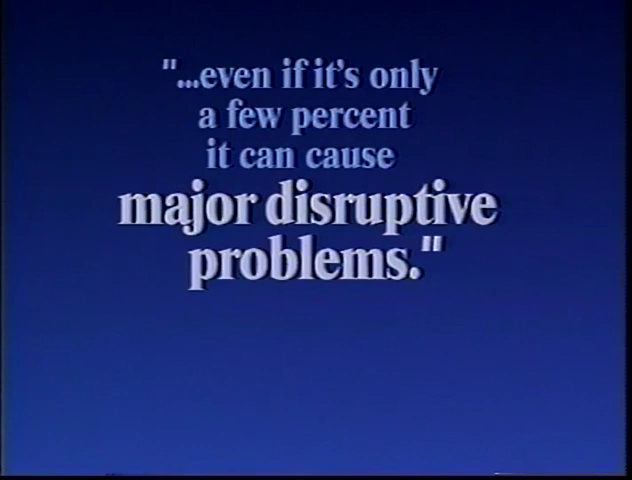 "...even if it's only
a few percent
it can cause
major disruptive
problems."